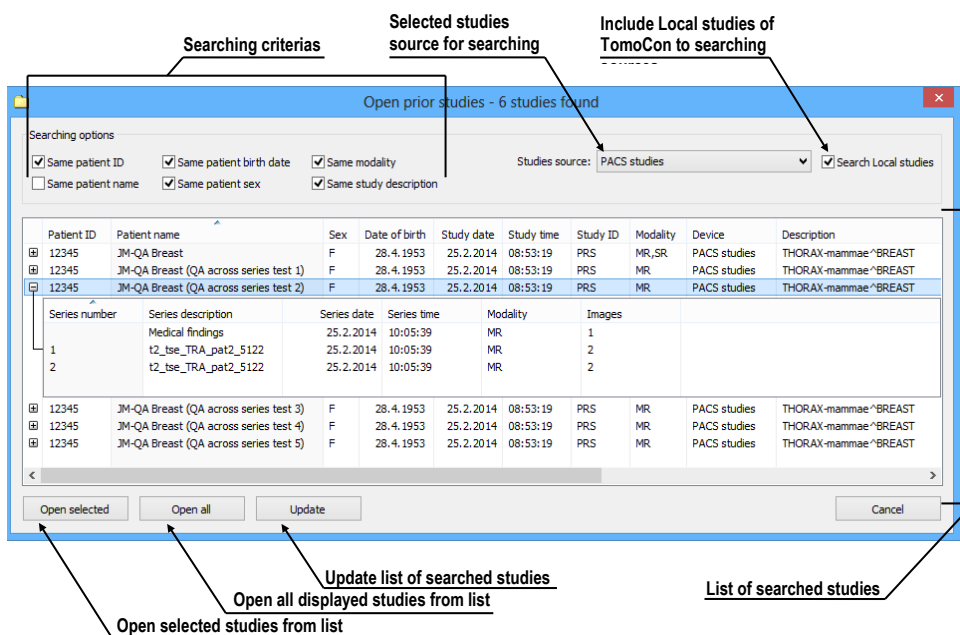 Selected studies
source for searching
Include Local studies of
TomoCon to searching
sources
Searching criterias
Open prior studies - 6 studies found
Searching options
Same patient ID Same patient birth date Same modality Studies source: PACS studies Search Local studies
Same patient name Same patient sex Same study description
Patient ID Patient name Sex Date of birth Study date Study time Study ID Modality Device Description
12345 JM-QA Breast F 28.4.1953 25.2.2014 08:53:19 PRS MR,SR PACS studies THORAX-mammae^BREAST
12345 JM-QA Breast (QA across series test 1) F 28.4.1953 25.2.2014 08:53:19 PRS MR PACS studies THORAX-mammae^BREAST
12345 JM-QA Breast (QA across series test 2) F 28.4.1953 25.2.2014 08:53:19 PRS MR PACS studies THORAX-mammae^BREAST
Series number Series description Series date Series time Modality Images
Medical findings 25.2.2014 10:05:39 MR 1
1 t2_tse_TRA_pat2_5122 25.2.2014 10:05:39 MR 2
2 t2_tse_TRA_pat2_5122 25.2.2014 10:05:39 MR 2
12345 JM-QA Breast (QA across series test 3) F 28.4.1953 25.2.2014 08:53:19 PRS MR PACS studies THORAX-mammae^BREAST
12345 JM-QA Breast (QA across series test 4) F 28.4.1953 25.2.2014 08:53:19 PRS MR PACS studies THORAX-mammae^BREAST
12345 JM-QA Breast (QA across series test 5) F 28.4.1953 25.2.2014 08:53:19 PRS MR PACS studies THORAX-mammae^BREAST
Open selected Open all Update Cancel
Update list of searched studies
List of searched studies
Open all displayed studies from list
Open selected studies from list